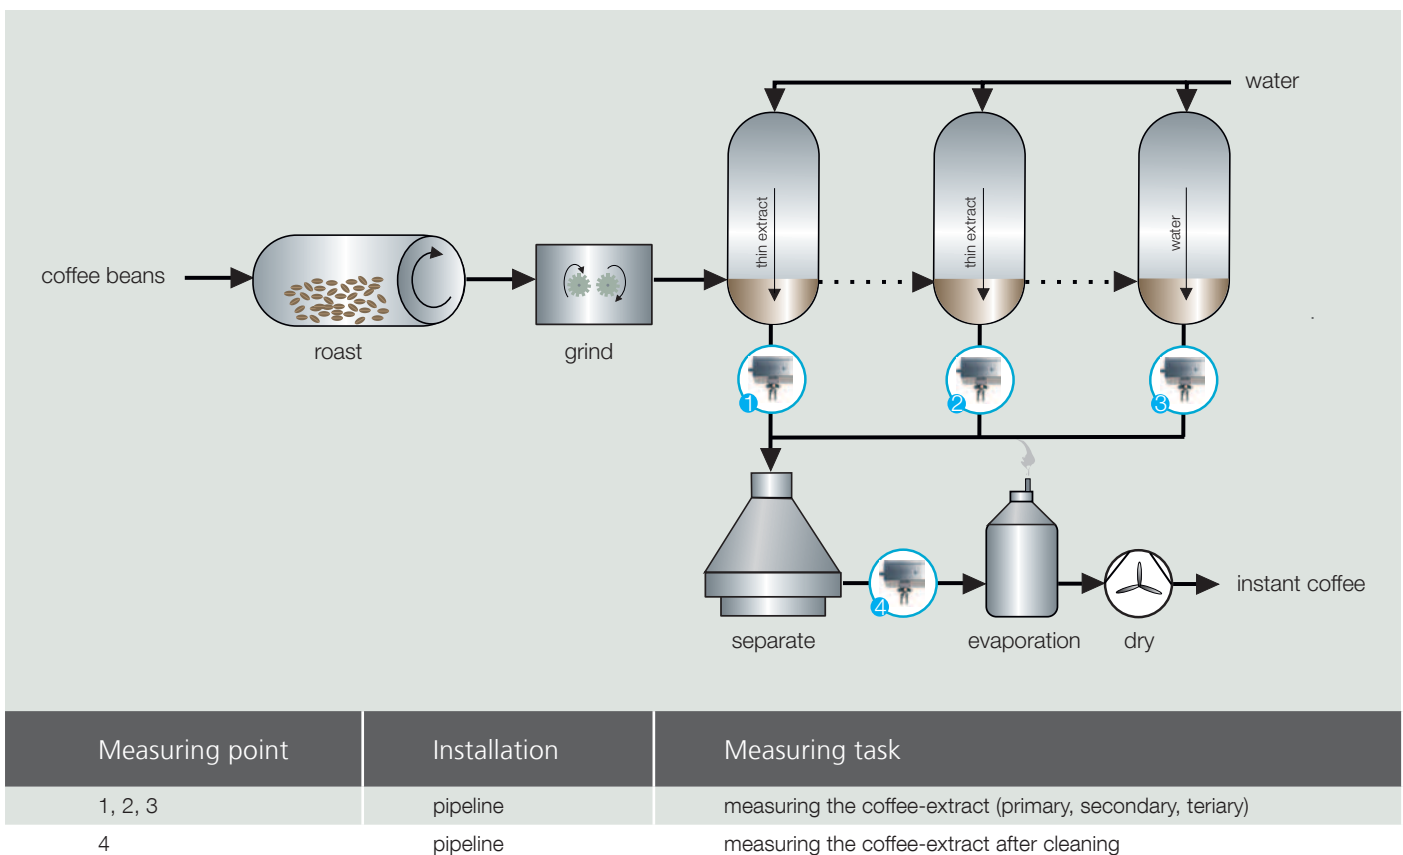 water
thin extract
thin extract
water
coffee beans
roast
grind
1
2
3
4
instant coffee
separate
evaporation
dry
Measuring point Installation Measuring task
1, 2, 3 pipeline measuring the coffee-extract (primary, secondary, teriary)
4 pipeline measuring the coffee-extract after cleaning